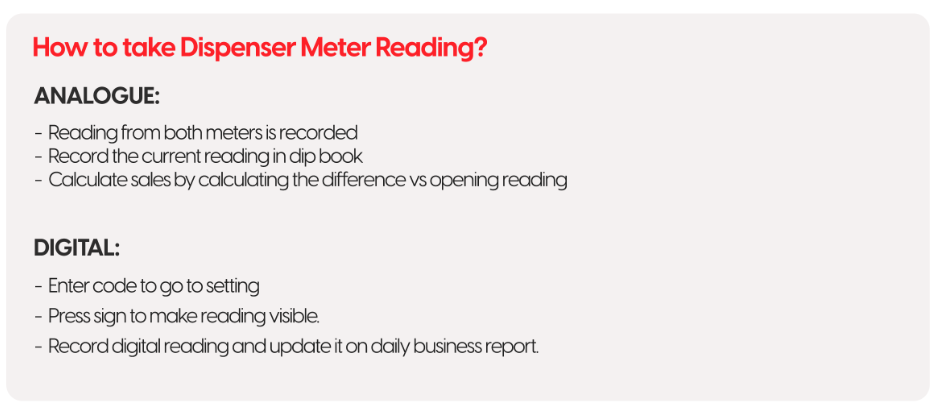 How to take Dispenser Meter Reading?
ANALOGUE:
- Reading from both meters is recorded
- Record the current reading in dip book
- Calculate sales by calculating the difference vs opening reading
DIGITAL:
- Enter code to go to setting
- Press sign to make reading visible.
- Record digital reading and update it on daily business report.